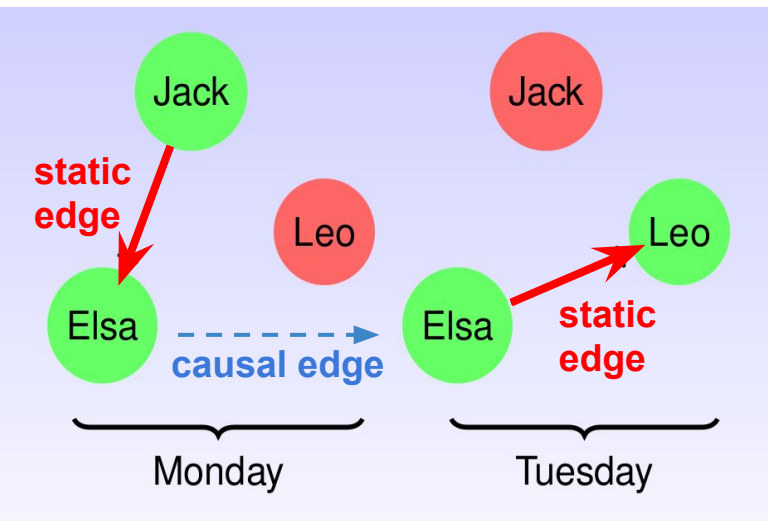 Jack
static
edge
Leo
Elsa
causal edge
Monday
Jack
Leo
Elsa
static
edge
Tuesday